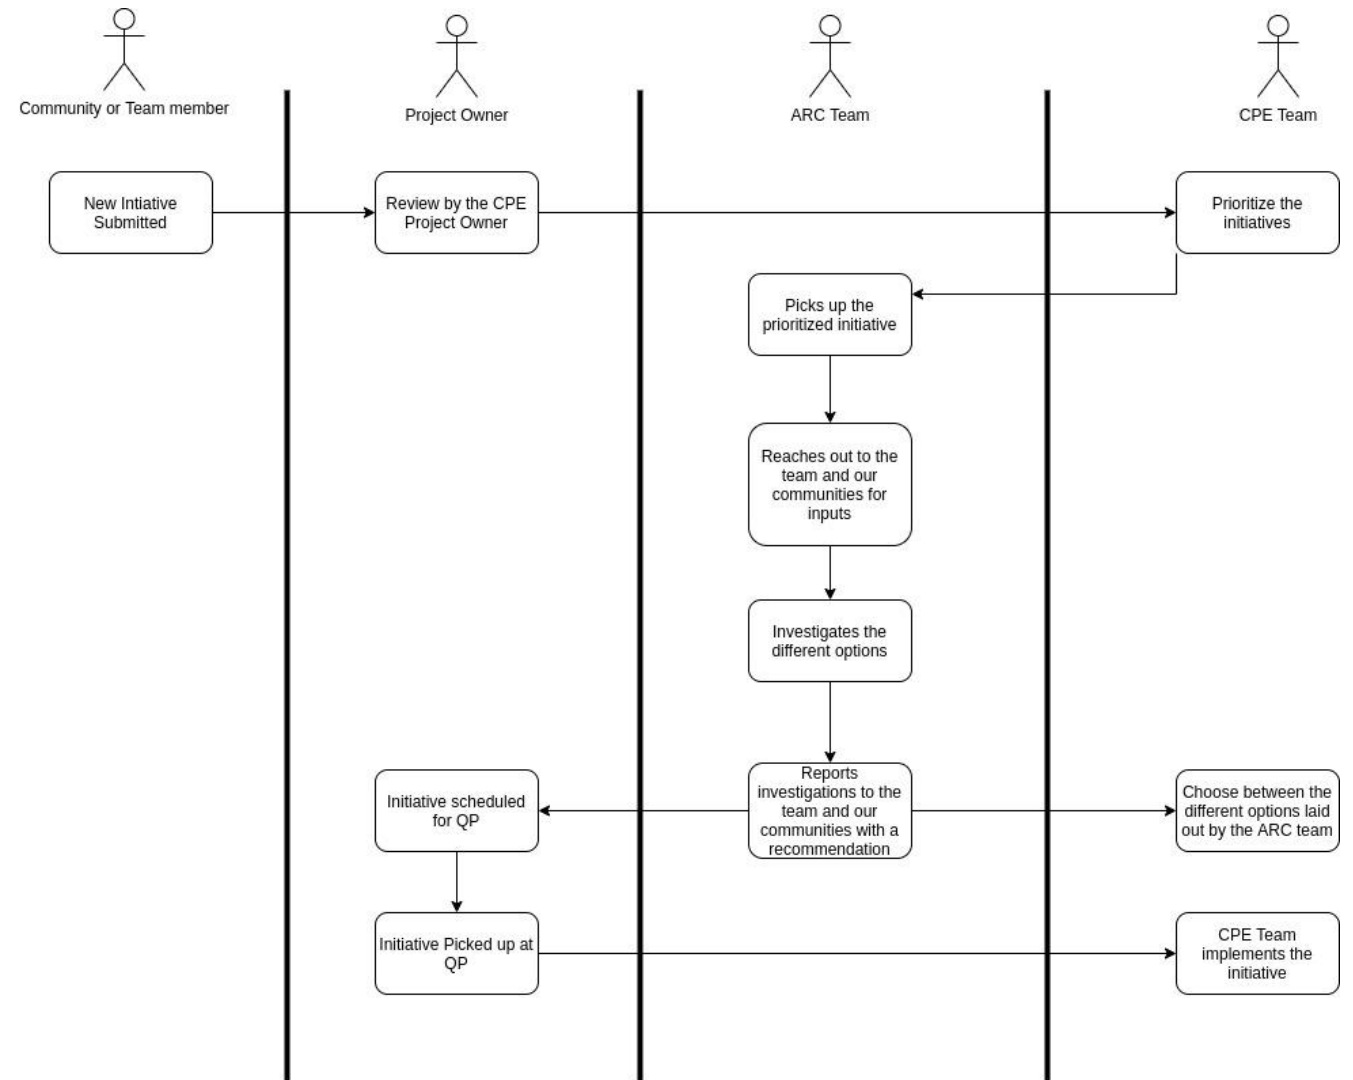 Community or Team member
Project Owner
ARC Team
CPE Team
New Intiative
Submitted
Review by the CPE
Project Owner
Prioritize the
initiatives
Picks up the
prioritized initiative
Reaches out to the
team and our
communities for
inputs
Investigates the
different options
Initiative scheduled
for QP
Reports
investigations to the
team and our
communities with a
recommendation
Choose between the
different options laid
out by the ARC team
Initiative Picked up at
QP
CPE Team
implements the
initiative